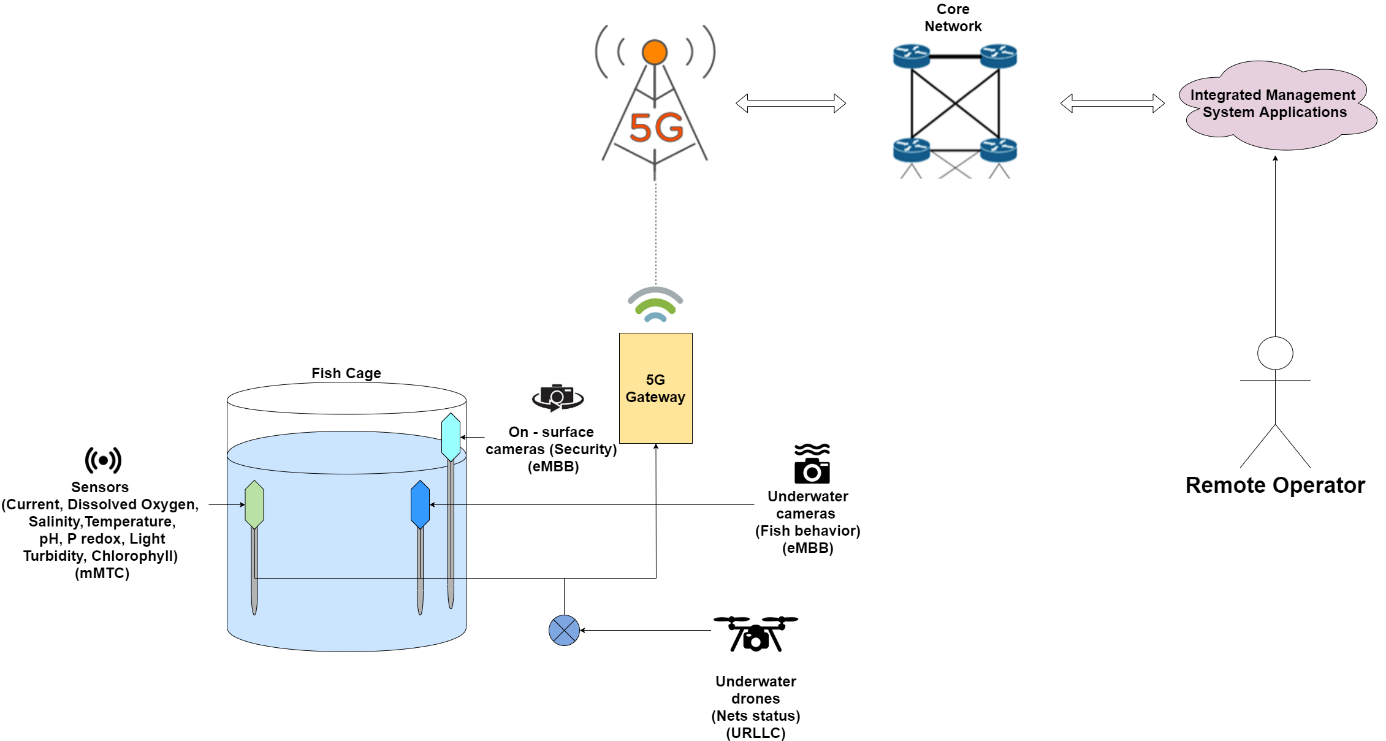 Core
Network
5G
Integrated Management
System Applications
5G
Gateway
Fish Cage
On - surface
cameras (Security)
(eMBB)
Sensors
(Current, Dissolved Oxygen,
Salinity,Temperature,
pH, P redox, Light
Turbidity, Chlorophyll)
(mMTC)
Underwater
cameras
(Fish behavior)
(eMBB)
Remote Operator
Underwater
drones
(Nets status)
(URLLC)